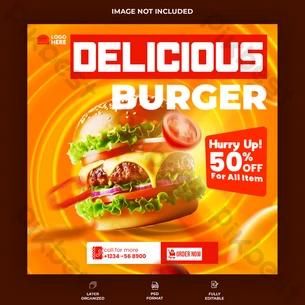 IMAGE NOT INCLUDED
LOGO
HERE
DELICIOUS
BURGER
Hurry Up!
50%
OFF
For All Item
call for more
+1234 -56 - 7890
ORDER NOW
LAYER
ORGANIZED
PSD
FORMAT
FULLY
EDITABLE